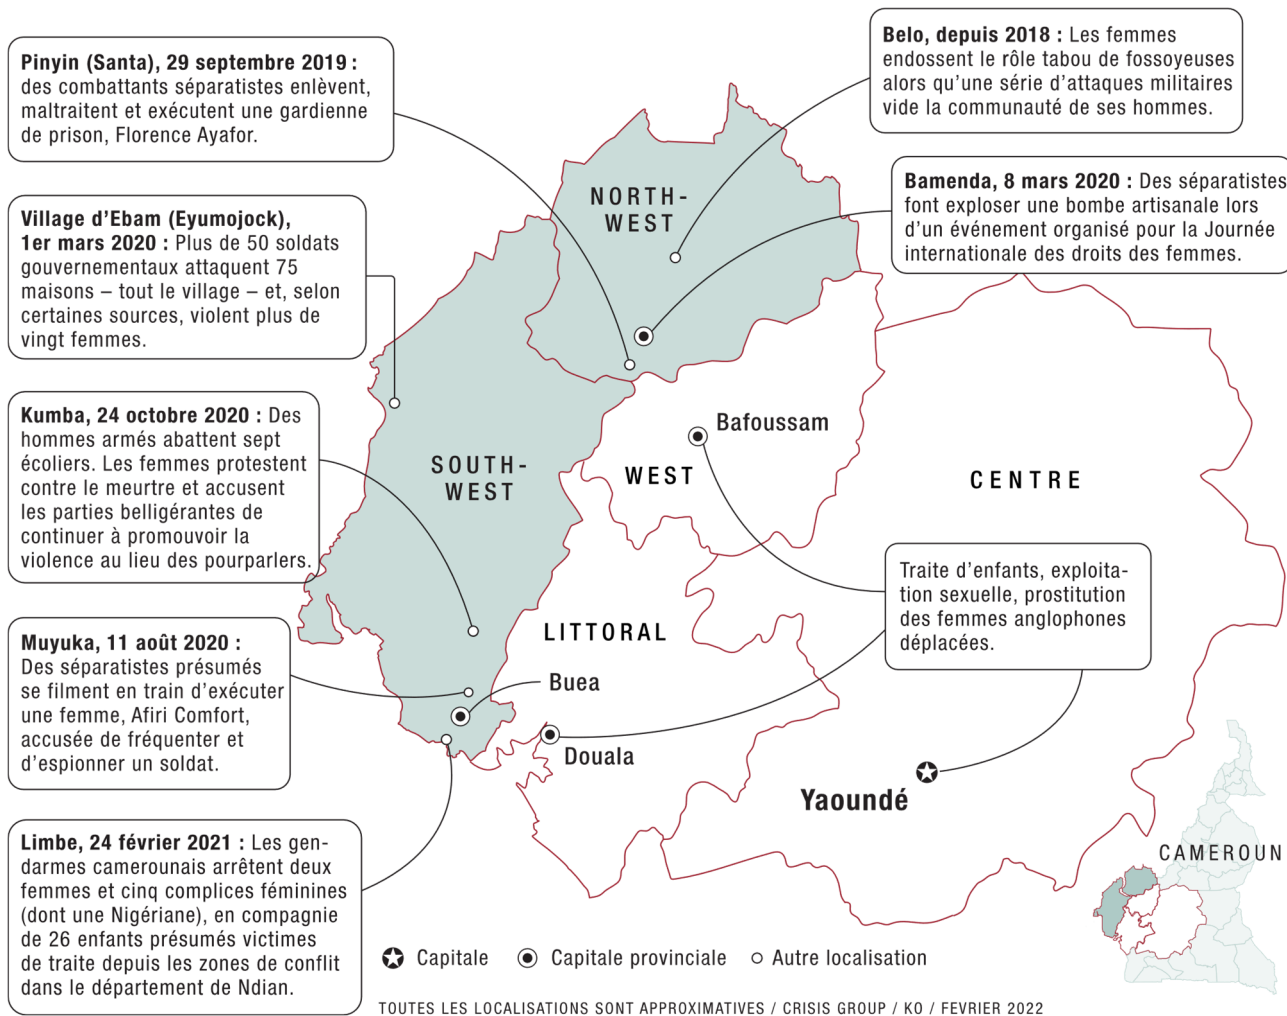 Pinyin (Santa), 29 septembre 2019 :
des combattants séparatistes enlèvent,
maltraitent et exécutent une gardienne
de prison, Florence Ayafor.
Belo, depuis 2018 : Les femmes
endossent le rôle tabou de fossoyeuses
alors qu'une série d'attaques militaires
vide la communauté de ses hommes.
Bamenda, 8 mars 2020 : Des séparatistes
font exploser une bombe artisanale lors
d'un événement organisé pour la Journée
internationale des droits des femmes.
Village d'Ebam (Eyumojock),
1er mars 2020 : Plus de 50 soldats
gouvernementaux attaquent 75
maisons – tout le village – et, selon
certaines sources, violent plus de
vingt femmes.
Kumba, 24 octobre 2020 : Des
hommes armés abattent sept
écoliers. Les femmes protestent
contre le meurtre et accusent
les parties belligérantes de
continuer à promouvoir la
violence au lieu des pourparlers.
Muyuka, 11 août 2020 :
Des séparatistes présumés
se filment en train d'exécuter
une femme, Afiri Comfort,
accusée de fréquenter et
d'espionner un soldat.
Limbe, 24 février 2021 : Les gen-
darmes camerounais arrêtent deux
femmes et cinq complices féminines
(dont une Nigériane), en compagnie
de 26 enfants présumés victimes
de traite depuis les zones de conflit
dans le département de Ndian.
NORTH-
WEST
SOUTH-
WEST
Bafoussam
WEST
CENTRE
Traite d'enfants, exploita-
tion sexuelle, prostitution
des femmes anglophones
déplacées.
LITTORAL
Buea
Douala
Yaoundé
CAMEROUN
Capitale
Capitale provinciale
Autre localisation
TOUTES LES LOCALISATIONS SONT APPROXIMATIVES / CRISIS GROUP / KO / FEVRIER 2022